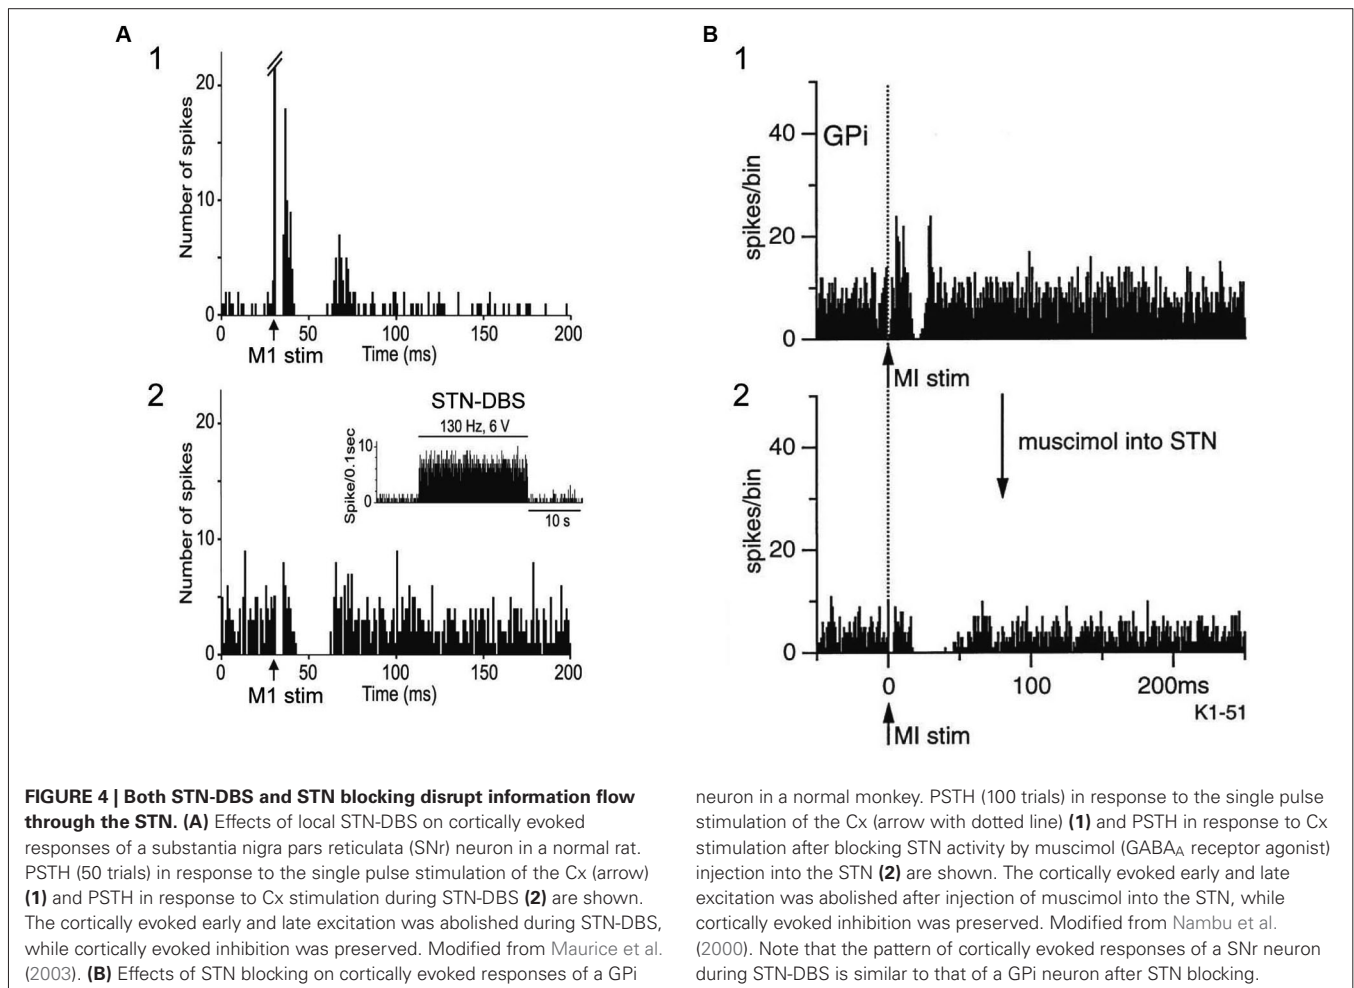 A
1
20
Number of spikes
10
0
0 50 100 150 200
M1 stim Time (ms)
2
20
Number of spikes
10
0
STN-DBS
130 Hz, 6 V
10
Spike/0.1sec
0
10 s
0 50 100 150 200
M1 stim Time (ms)
B
1
GPi
40
spikes/bin
20
0
MI stim
2
muscimol into STN
40
spikes/bin
20
0
0 100 200ms
K1-51
MI stim
FIGURE 4 | Both STN-DBS and STN blocking disrupt information flow
through the STN. (A) Effects of local STN-DBS on cortically evoked
responses of a substantia nigra pars reticulata (SNr) neuron in a normal rat.
PSTH (50 trials) in response to the single pulse stimulation of the Cx (arrow)
(1) and PSTH in response to Cx stimulation during STN-DBS (2) are shown.
The cortically evoked early and late excitation was abolished during STN-DBS,
while cortically evoked inhibition was preserved. Modified from Maurice et al.
(2003). (B) Effects of STN blocking on cortically evoked responses of a GPi
neuron in a normal monkey. PSTH (100 trials) in response to the single pulse
stimulation of the Cx (arrow with dotted line) (1) and PSTH in response to Cx
stimulation after blocking STN activity by muscimol (GABAA receptor agonist)
injection into the STN (2) are shown. The cortically evoked early and late
excitation was abolished after injection of muscimol into the STN, while
cortically evoked inhibition was preserved. Modified from Nambu et al.
(2000). Note that the pattern of cortically evoked responses of a SNr neuron
during STN-DBS is similar to that of a GPi neuron after STN blocking.